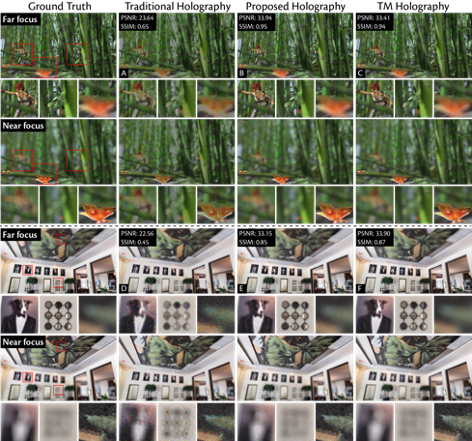 Ground Truth
Traditional Holography
Proposed Holography
TM Holography
Far focus
PSNR: 23.64
SSIM: 0.65
PSNR: 33.94
SSIM: 0.95
PSNR: 33.41
SSIM: 0.94
A
B
C
Near focus
Far focus
PSNR: 22.56
SSIM: 0.45
PSNR: 33.15
SSIM: 0.85
PSNR: 33.90
SSIM: 0.87
D
E
F
Near focus